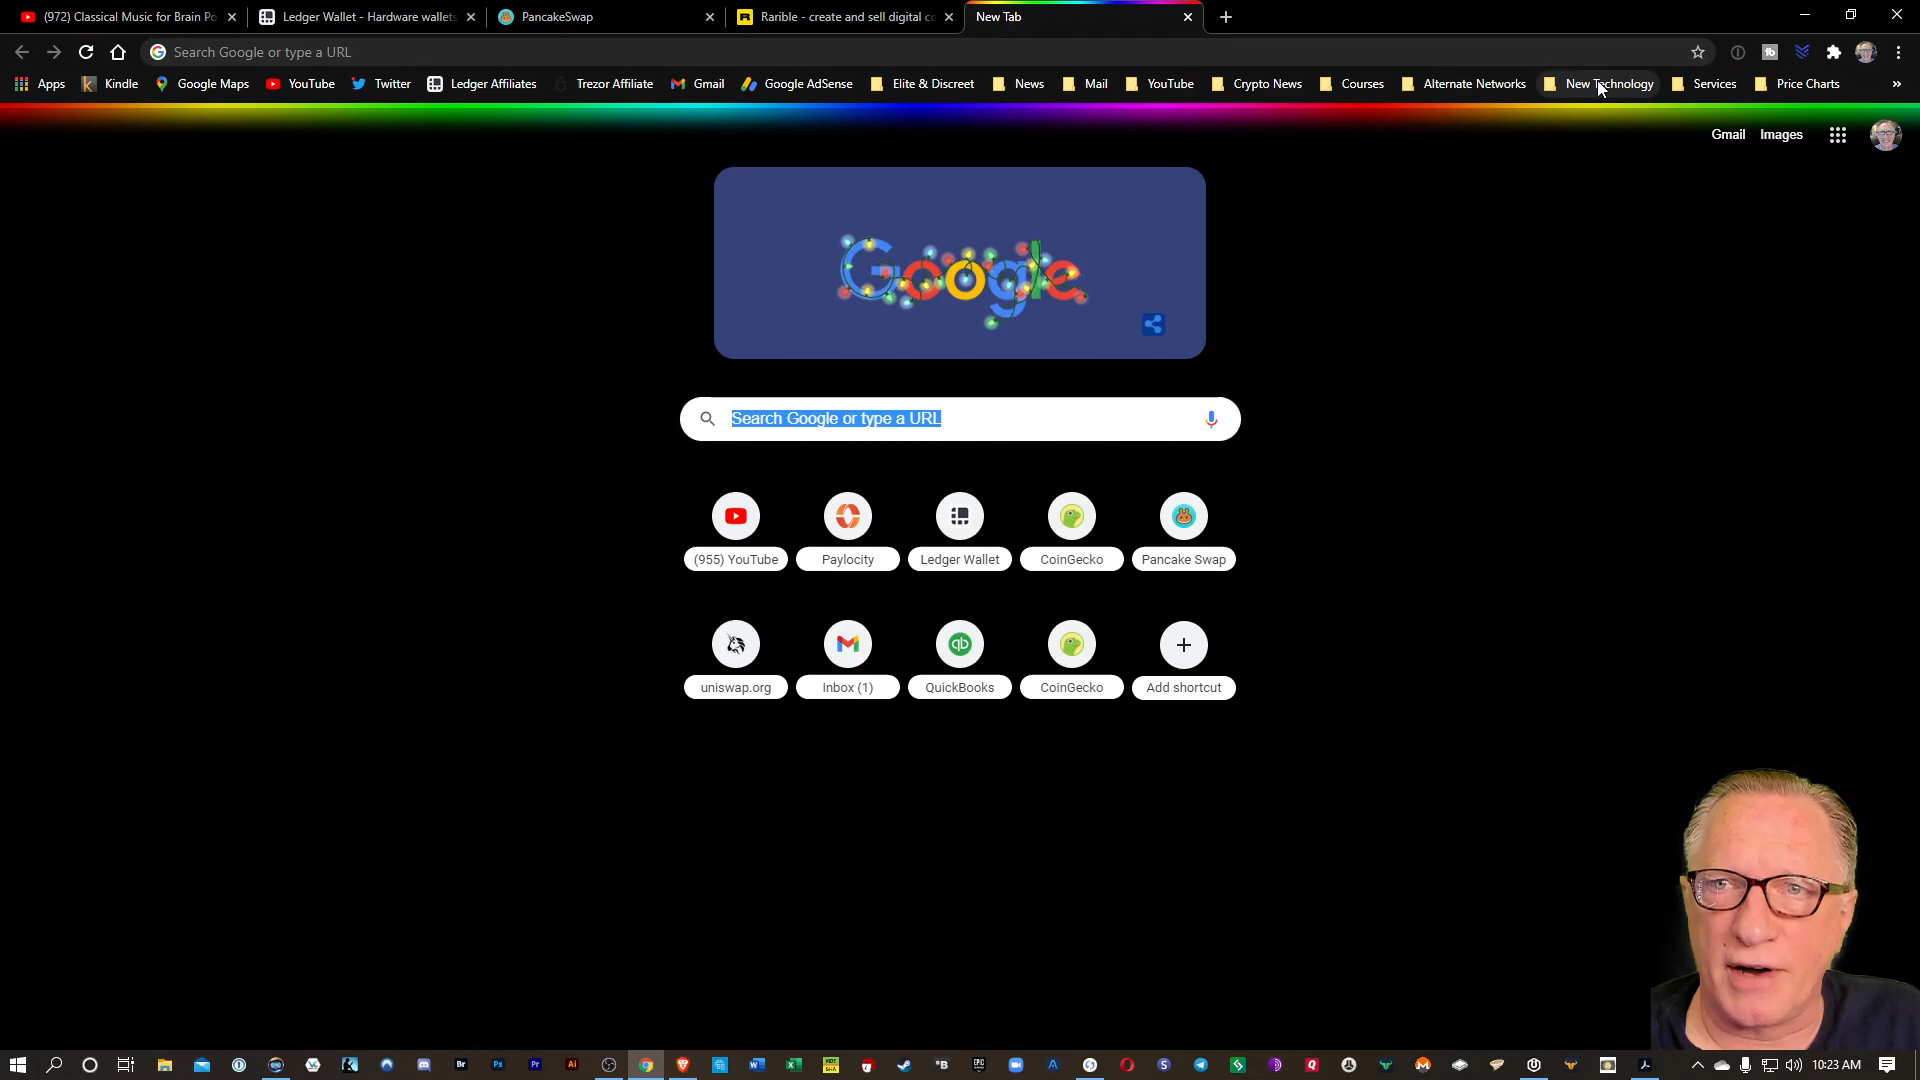 (972) Classical Music for Brain Po
Ledger Wallet - Hardware wallets
PancakeSwap
Rarible - create and sell digital co
New Tab
Search Google or type a URL
Apps
Kindle
Google Maps
YouTube
Twitter
Ledger Affiliates
Trezor Affiliate
Gmail
Google AdSense
Elite & Discreet
News
Mail
YouTube
Crypto News
Courses
Alternate Networks
New Technology
Services
Price Charts
Gmail
Images
Google
Search Google or type a URL
(955) YouTube
Paylocity
Ledger Wallet
CoinGecko
Pancake Swap
uniswap.org
Inbox (1)
QuickBooks
CoinGecko
Add shortcut
10:23 AM